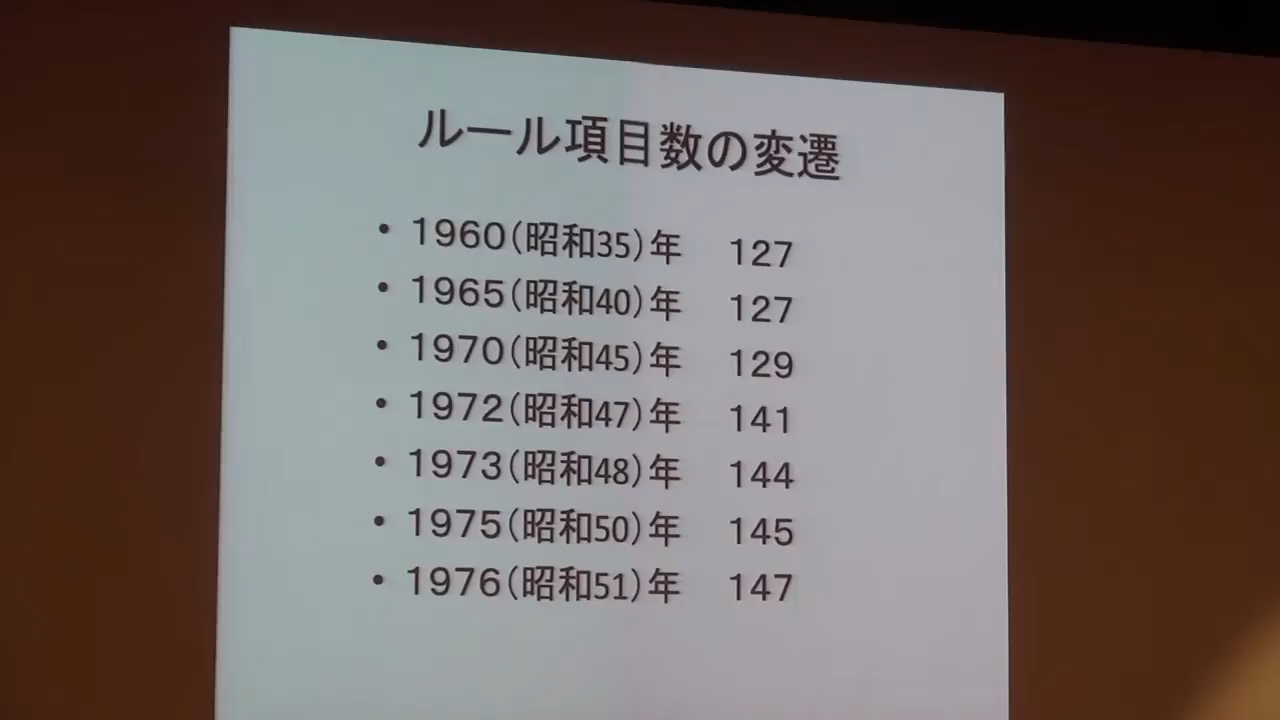 ルール項目数の変遷
・1960(昭和35)年　127
・1965(昭和40)年　127
・1970(昭和45)年　129
・1972(昭和47)年　141
・1973(昭和48)年　144
・1975(昭和50)年　145
・1976(昭和51)年　147